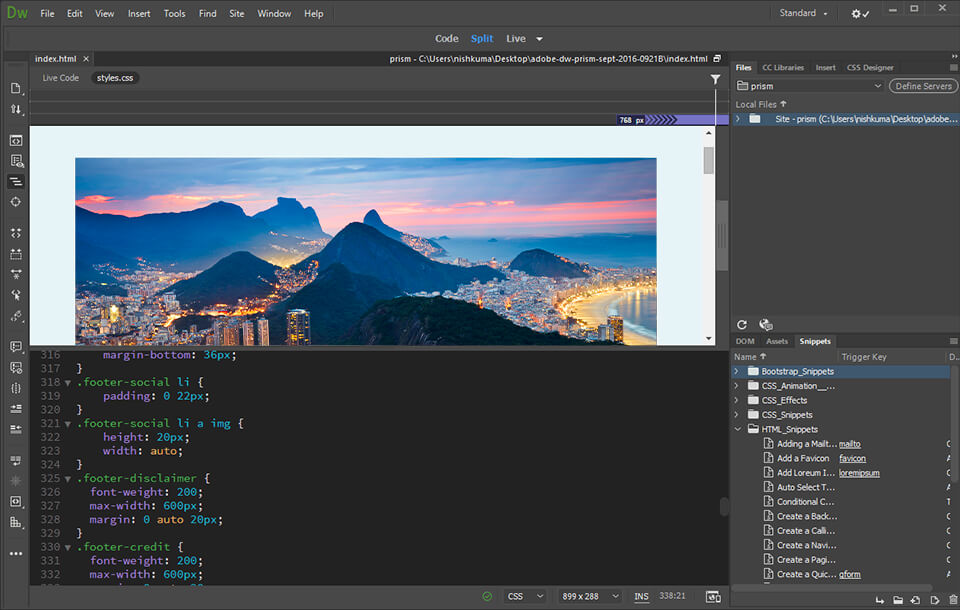 Dw File Edit View Insert Tools Find Site Window Help Standard
Code Split Live
index.html prism - C:\Users\nishkuma\Desktop\adobe-dw-prism-sept-2016-0921B\index.html
Live Code styles.css
768 px
316 margin-bottom: 36px;
317 }
318 .footer-social li {
319 padding: 0 22px;
320 }
321 .footer-social li a img {
322 height: 20px;
323 width: auto;
324 }
325 .footer-disclaimer {
326 font-weight: 200;
327 max-width: 600px;
328 margin: 0 auto 20px;
329 }
330 .footer-credit {
331 font-weight: 200;
332 max-width: 600px;
CSS 899 x 288 INS 338:21
Files CC Libraries Insert CSS Designer
prism Define Servers
Local Files
Site - prism (C:\Users\nishkuma\Desktop\adobe...
DOM Assets Snippets
Name Trigger Key D...
Bootstrap_Snippets
CSS_Animation__...
CSS_Effects
CSS_Snippets
HTML_Snippets
Adding a Mailt... mailto
Add a Favicon favicon
Add Loreum I... loremipsum
Auto Select T...
Conditional C...
Create a Back...
Create a Calli...
Create a Navi...
Create a Pagi...
Create a Quic... qform